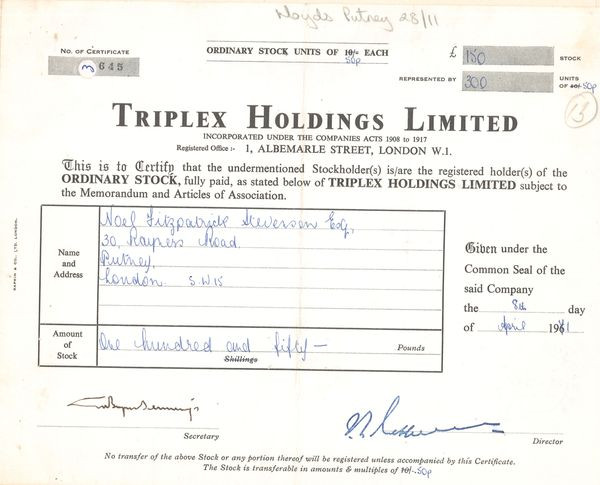 Lloyds Putney 28/11
No. of Certificate
3645
ORDINARY STOCK UNITS OF 10/- EACH
50p
£ 150 STOCK
REPRESENTED BY 300 UNITS OF 10/- 50p
13
TRIPLEX HOLDINGS LIMITED
INCORPORATED UNDER THE COMPANIES ACTS 1908 to 1917
Registered Office :- 1, ALBEMARLE STREET, LONDON W.1.
This is to Certify that the undermentioned Stockholder(s) is/are the registered holder(s) of the
ORDINARY STOCK, fully paid, as stated below of TRIPLEX HOLDINGS LIMITED subject to
the Memorandum and Articles of Association.
Name and Address
Noel Fitzpatrick Steverson Esq,
30, Road.
Putney,
London S.W15
Given under the
Common Seal of the
said Company
the 8th day
of April 1971
Amount of Stock
One hundred and fifty — Pounds
Shillings
Secretary
Director
No transfer of the above Stock or any portion thereof will be registered unless accompanied by this Certificate.
The Stock is transferable in amounts & multiples of 10/- 50p